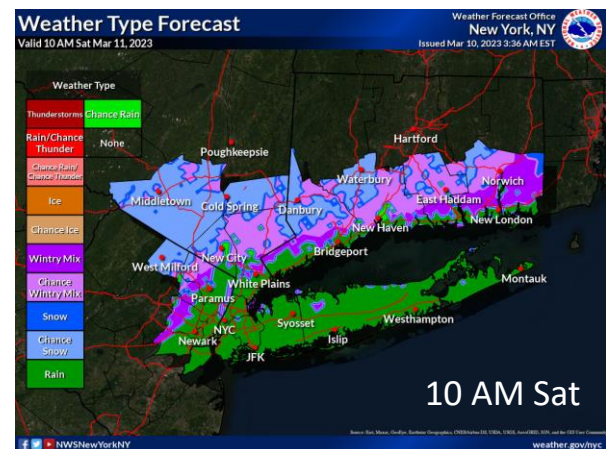 Weather Type Forecast
Valid 10 AM Sat Mar 11, 2023
Weather Forecast Office
New York, NY
Issued Mar 10, 2023 3:36 AM EST
Weather Type
Thunderstorms
Chance Rain
Rain/Chance
Thunder
None
Chance Rain/
Chance Thunder
Ice
Chance Ice
Wintry Mix
Chance
Wintry Mix
Snow
Chance
Snow
Rain
Poughkeepsie
Hartford
Middletown
Cold Spring
Danbury
Waterbury
East Haddam
Norwich
New London
New Haven
Bridgeport
West Milford
New City
White Plains
Paramus
Montauk
NYC
Newark
JFK
Syosset
Islip
Westhampton
10 AM Sat
NWSNewYorkNY
weather.gov/nyc